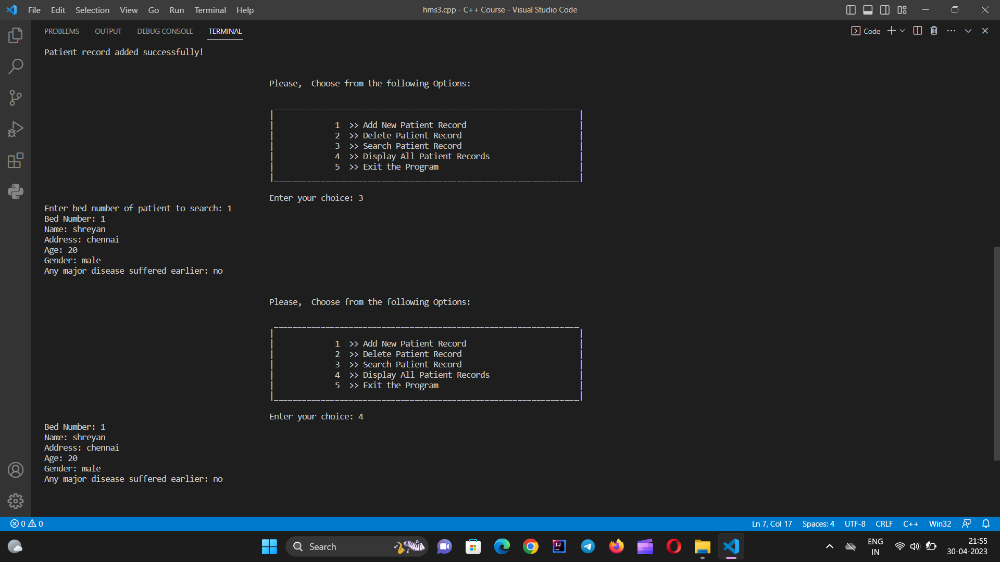 File Edit Selection View Go Run Terminal Help hms3.cpp - C++ Course - Visual Studio Code
PROBLEMS OUTPUT DEBUG CONSOLE TERMINAL Code
Patient record added successfully!
Please,  Choose from the following Options:
1  >> Add New Patient Record
2  >> Delete Patient Record
3  >> Search Patient Record
4  >> Display All Patient Records
5  >> Exit the Program
Enter your choice: 3
Enter bed number of patient to search: 1
Bed Number: 1
Name: shreyan
Address: chennai
Age: 20
Gender: male
Any major disease suffered earlier: no
Please,  Choose from the following Options:
1  >> Add New Patient Record
2  >> Delete Patient Record
3  >> Search Patient Record
4  >> Display All Patient Records
5  >> Exit the Program
Enter your choice: 4
Bed Number: 1
Name: shreyan
Address: chennai
Age: 20
Gender: male
Any major disease suffered earlier: no
0 0 Ln 7, Col 17 Spaces: 4 UTF-8 CRLF C++ Win32
Search IJ ENG 21:55
IN 30-04-2023